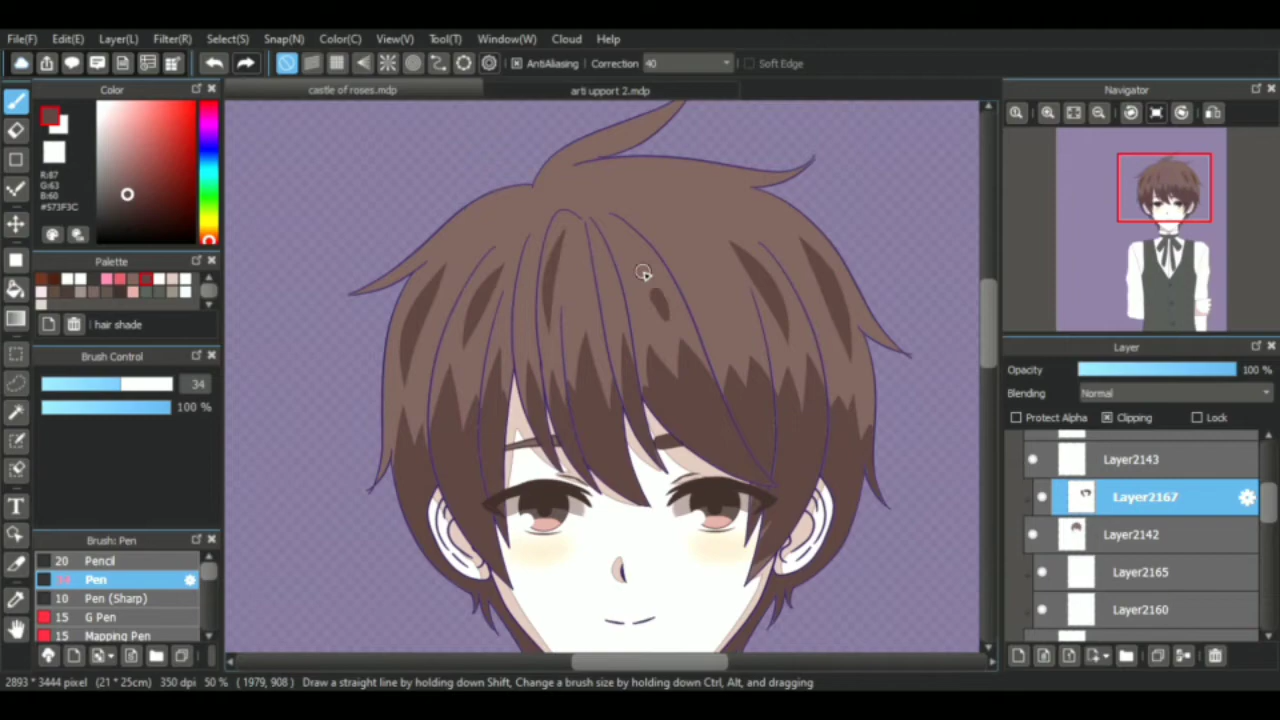 File(F) Edit(E) Layer(L) Filter(R) Select(S) Snap(N) Color(C) View(V) Tool(T) Window(W) Cloud Help
AntiAliasing Correction 40 Soft Edge
Color
castle of roses.mdp
arti upport 2.mdp
Navigator
R:87
G:63
B:60
#573F3C
Palette
hair shade
Brush Control
34
100 %
Layer
Opacity 100 %
Blending Normal
Protect Alpha Clipping Lock
Layer2143
Layer2167
Layer2142
Layer2165
Layer2160
Brush: Pen
20 Pencil
Pen
10 Pen (Sharp)
15 G Pen
15 Mapping Pen
T
2893 * 3444 pixel (21 * 25cm) 350 dpi 50 % ( 1979, 908 ) Draw a straight line by holding down Shift, Change a brush size by holding down Ctrl, Alt, and dragging